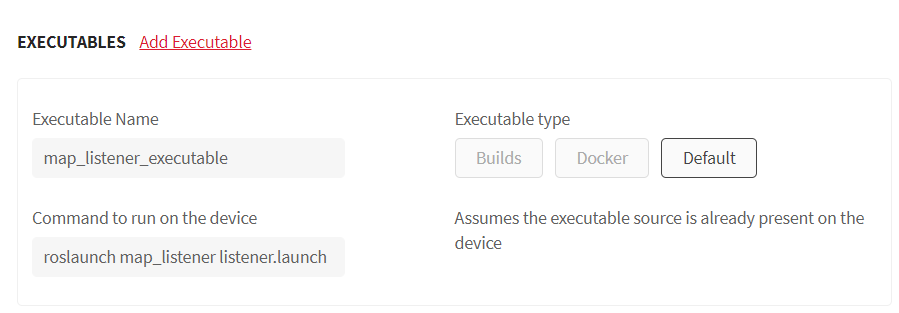 EXECUTABLES Add Executable
Executable Name
map_listener_executable
Executable type
Builds Docker Default
Command to run on the device
roslaunch map_listener listener.launch
Assumes the executable source is already present on the
device